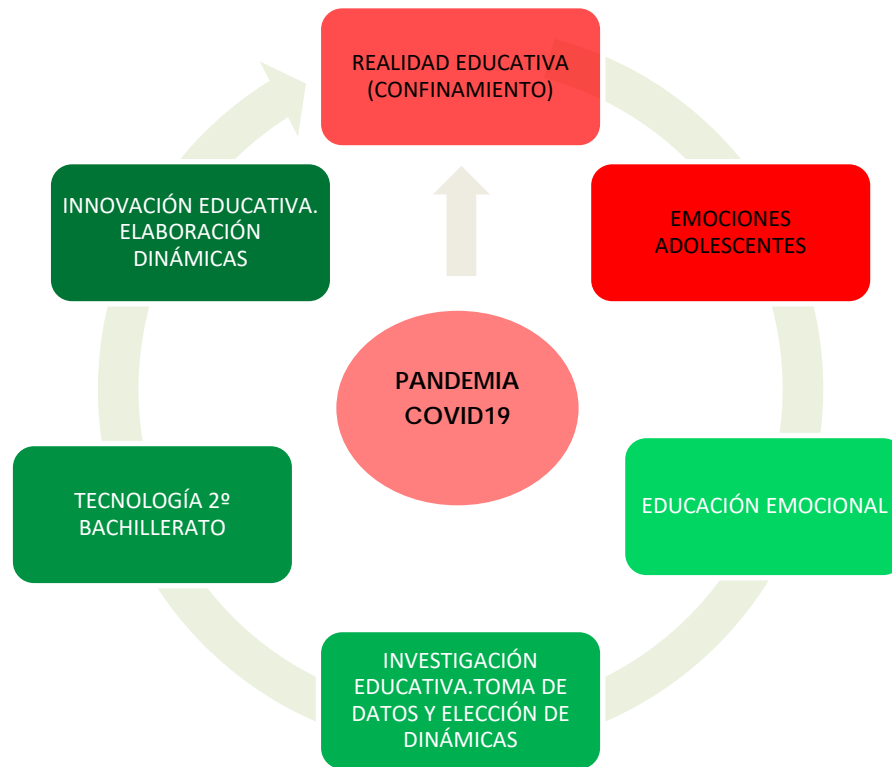 REALIDAD EDUCATIVA
(CONFINAMIENTO)
EMOCIONES
ADOLESCENTES
EDUCACIÓN EMOCIONAL
INVESTIGACIÓN
EDUCATIVA.TOMA DE
DATOS Y ELECCIÓN DE
DINÁMICAS
TECNOLOGÍA 2º
BACHILLERATO
INNOVACIÓN EDUCATIVA.
ELABORACIÓN
DINÁMICAS
PANDEMIA
COVID19